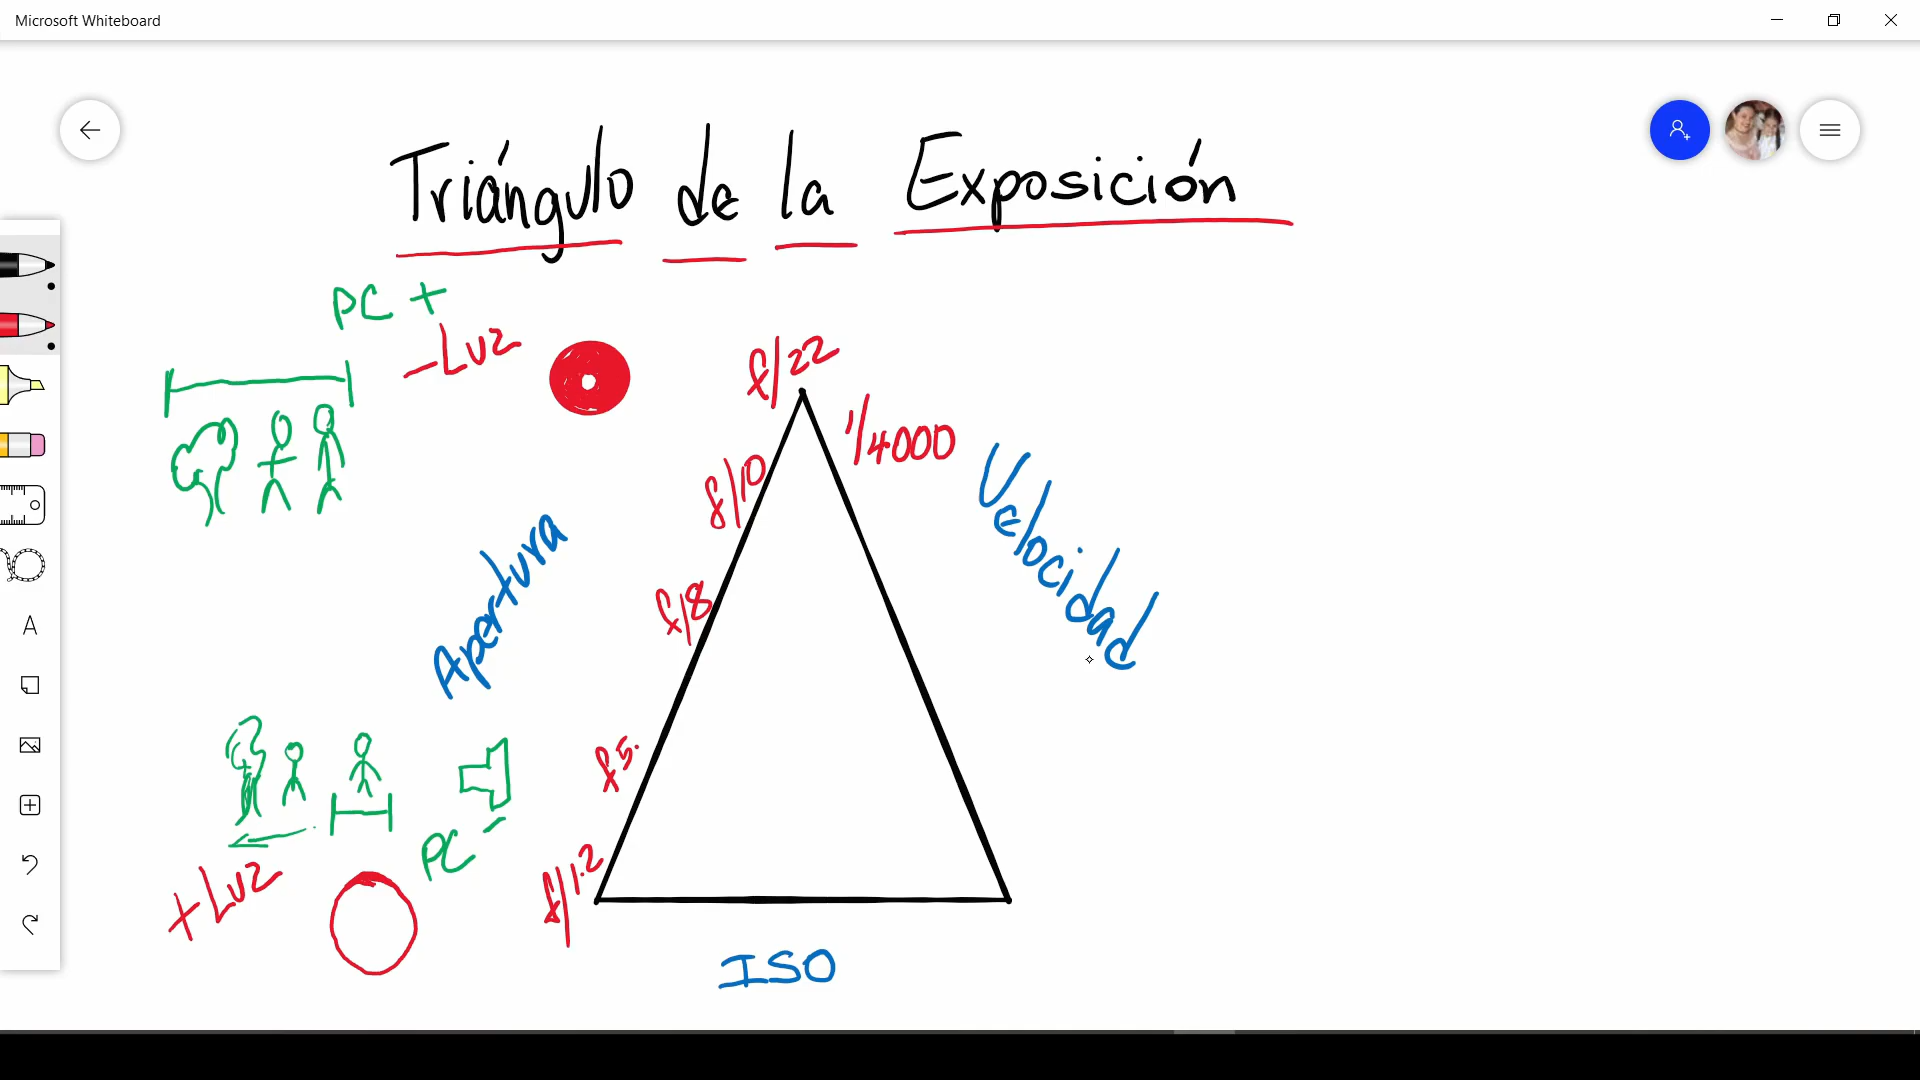 Microsoft Whiteboard
Triángulo de la Exposición
PC +
-Luz
f/22
1/4000
f/10
Velocidad
Apertura
f/8
f5.
PC
f/1.2
+Luz
ISO
A